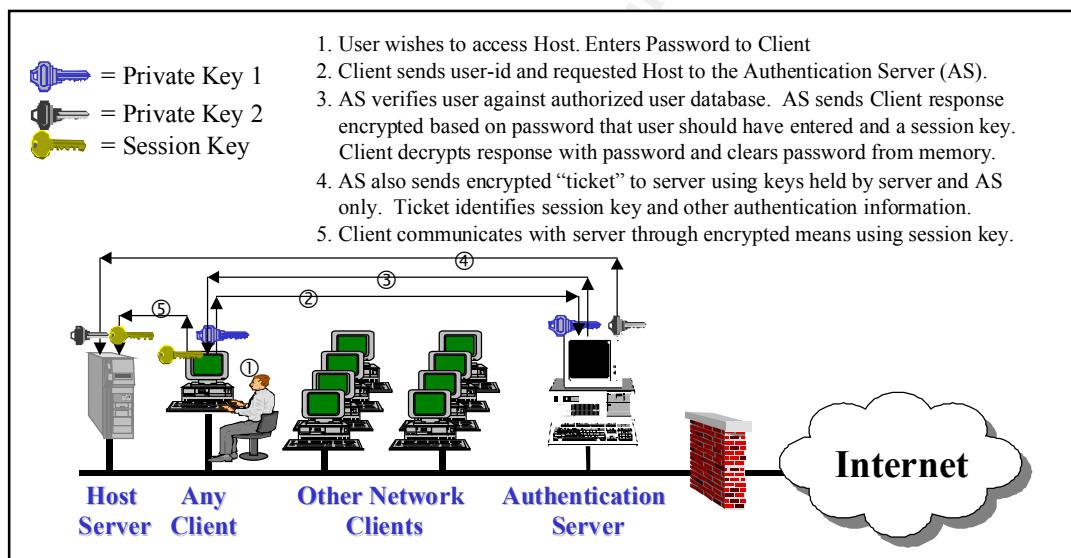 1. User wishes to access Host. Enters Password to Client
2. Client sends user-id and requested Host to the Authentication Server (AS).
3. AS verifies user against authorized user database. AS sends Client response
encrypted based on password that user should have entered and a session key.
Client decrypts response with password and clears password from memory.
4. AS also sends encrypted “ticket” to server using keys held by server and AS
only. Ticket identifies session key and other authentication information.
5. Client communicates with server through encrypted means using session key.
= Private Key 1
= Private Key 2
= Session Key
④
③
②
⑤
①
Host
Server
Any
Client
Other Network
Clients
Authentication
Server
Internet